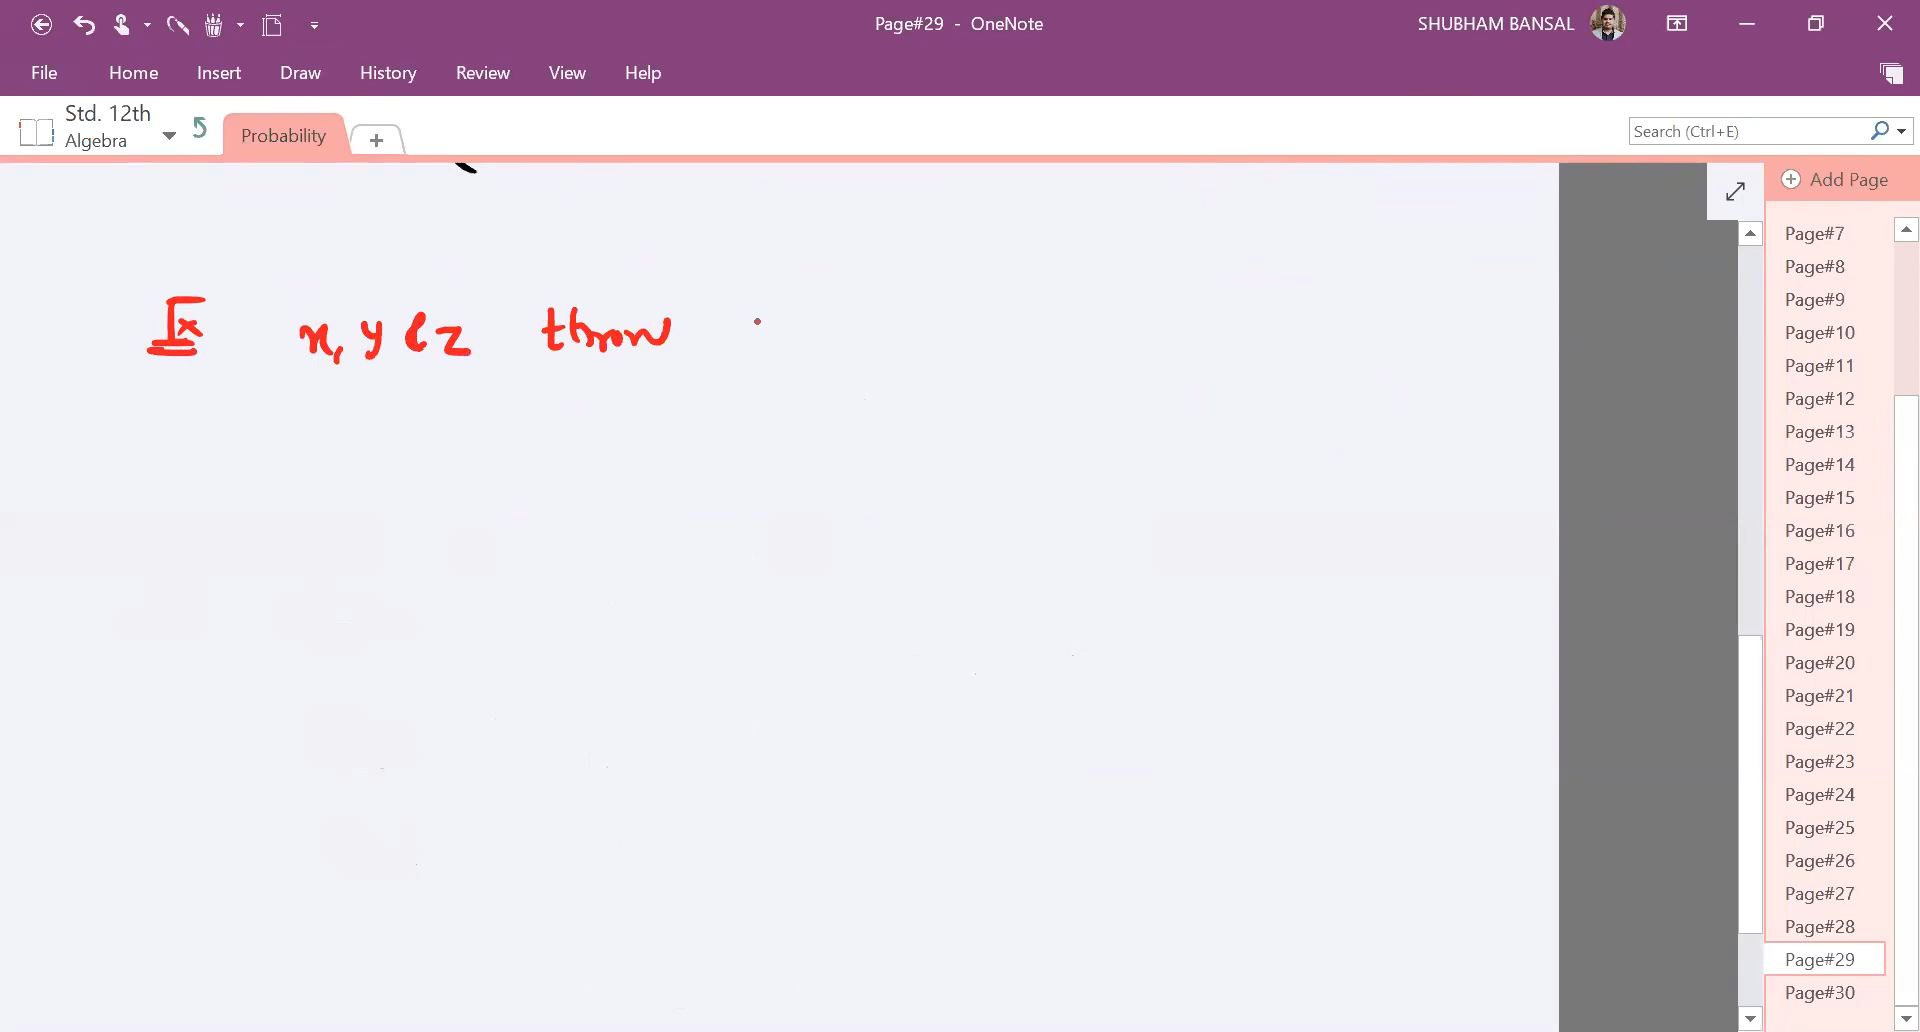 Page#29 - OneNote
SHUBHAM BANSAL
File Home Insert Draw History Review View Help
Std. 12th
Algebra
Probability
+
Search (Ctrl+E)
Add Page
Ex x, y & z throw
Page#7
Page#8
Page#9
Page#10
Page#11
Page#12
Page#13
Page#14
Page#15
Page#16
Page#17
Page#18
Page#19
Page#20
Page#21
Page#22
Page#23
Page#24
Page#25
Page#26
Page#27
Page#28
Page#29
Page#30